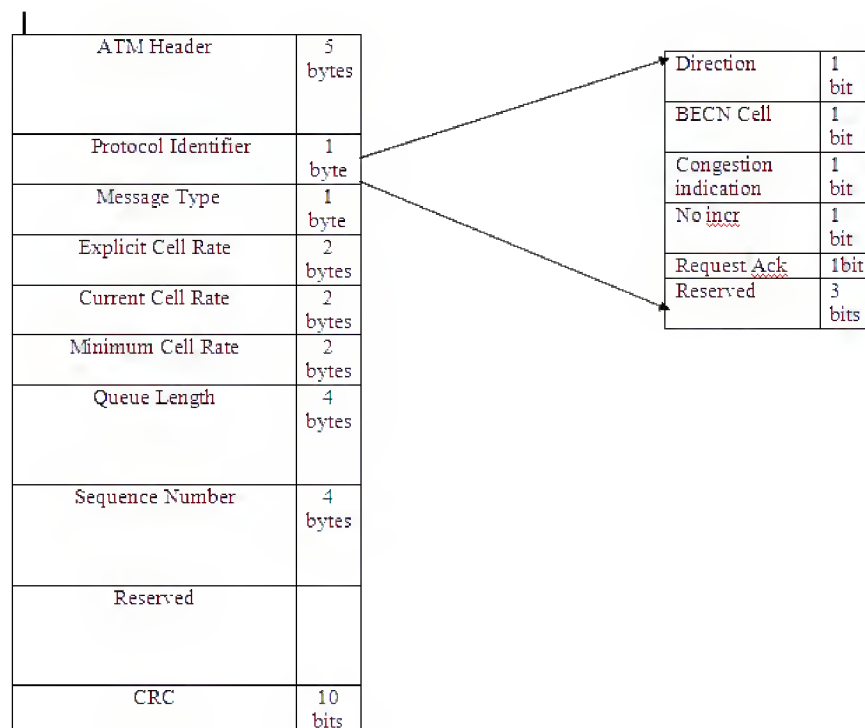 ATM Header 5
bytes
Protocol Identifier 1
byte
Message Type 1
byte
Explicit Cell Rate 2
bytes
Current Cell Rate 2
bytes
Minimum Cell Rate 2
bytes
Queue Length 4
bytes
Sequence Number 4
bytes
Reserved
CRC 10
bits
Direction 1
bit
BECN Cell 1
bit
Congestion 1
indication bit
No incr 1
bit
Request Ack 1bit
Reserved 3
bits